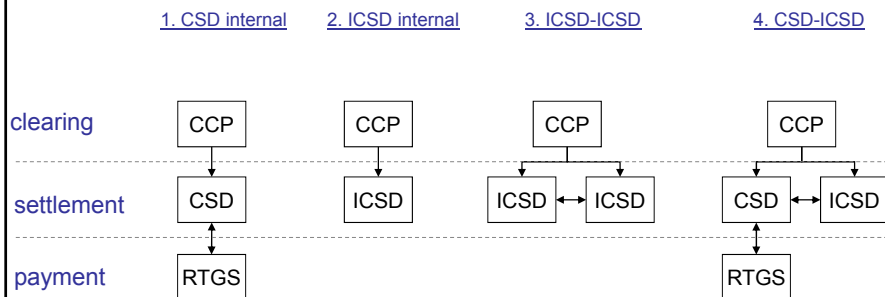 1. CSD internal 2. ICSD internal 3. ICSD-ICSD 4. CSD-ICSD
clearing CCP CCP CCP CCP
settlement CSD ICSD ICSD ICSD CSD ICSD
payment RTGS RTGS